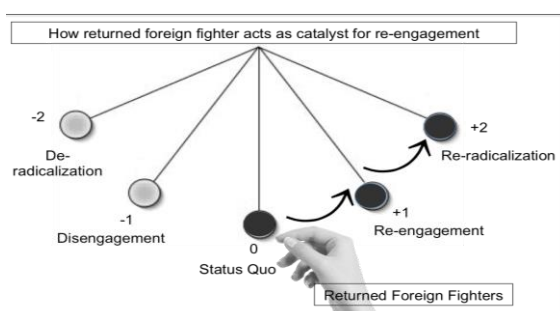 How returned foreign fighter acts as catalyst for re-engagement
-2
+2
De-
radicalization
Re-radicalization
-1
+1
Disengagement
Re-engagement
0
Status Quo
Returned Foreign Fighters